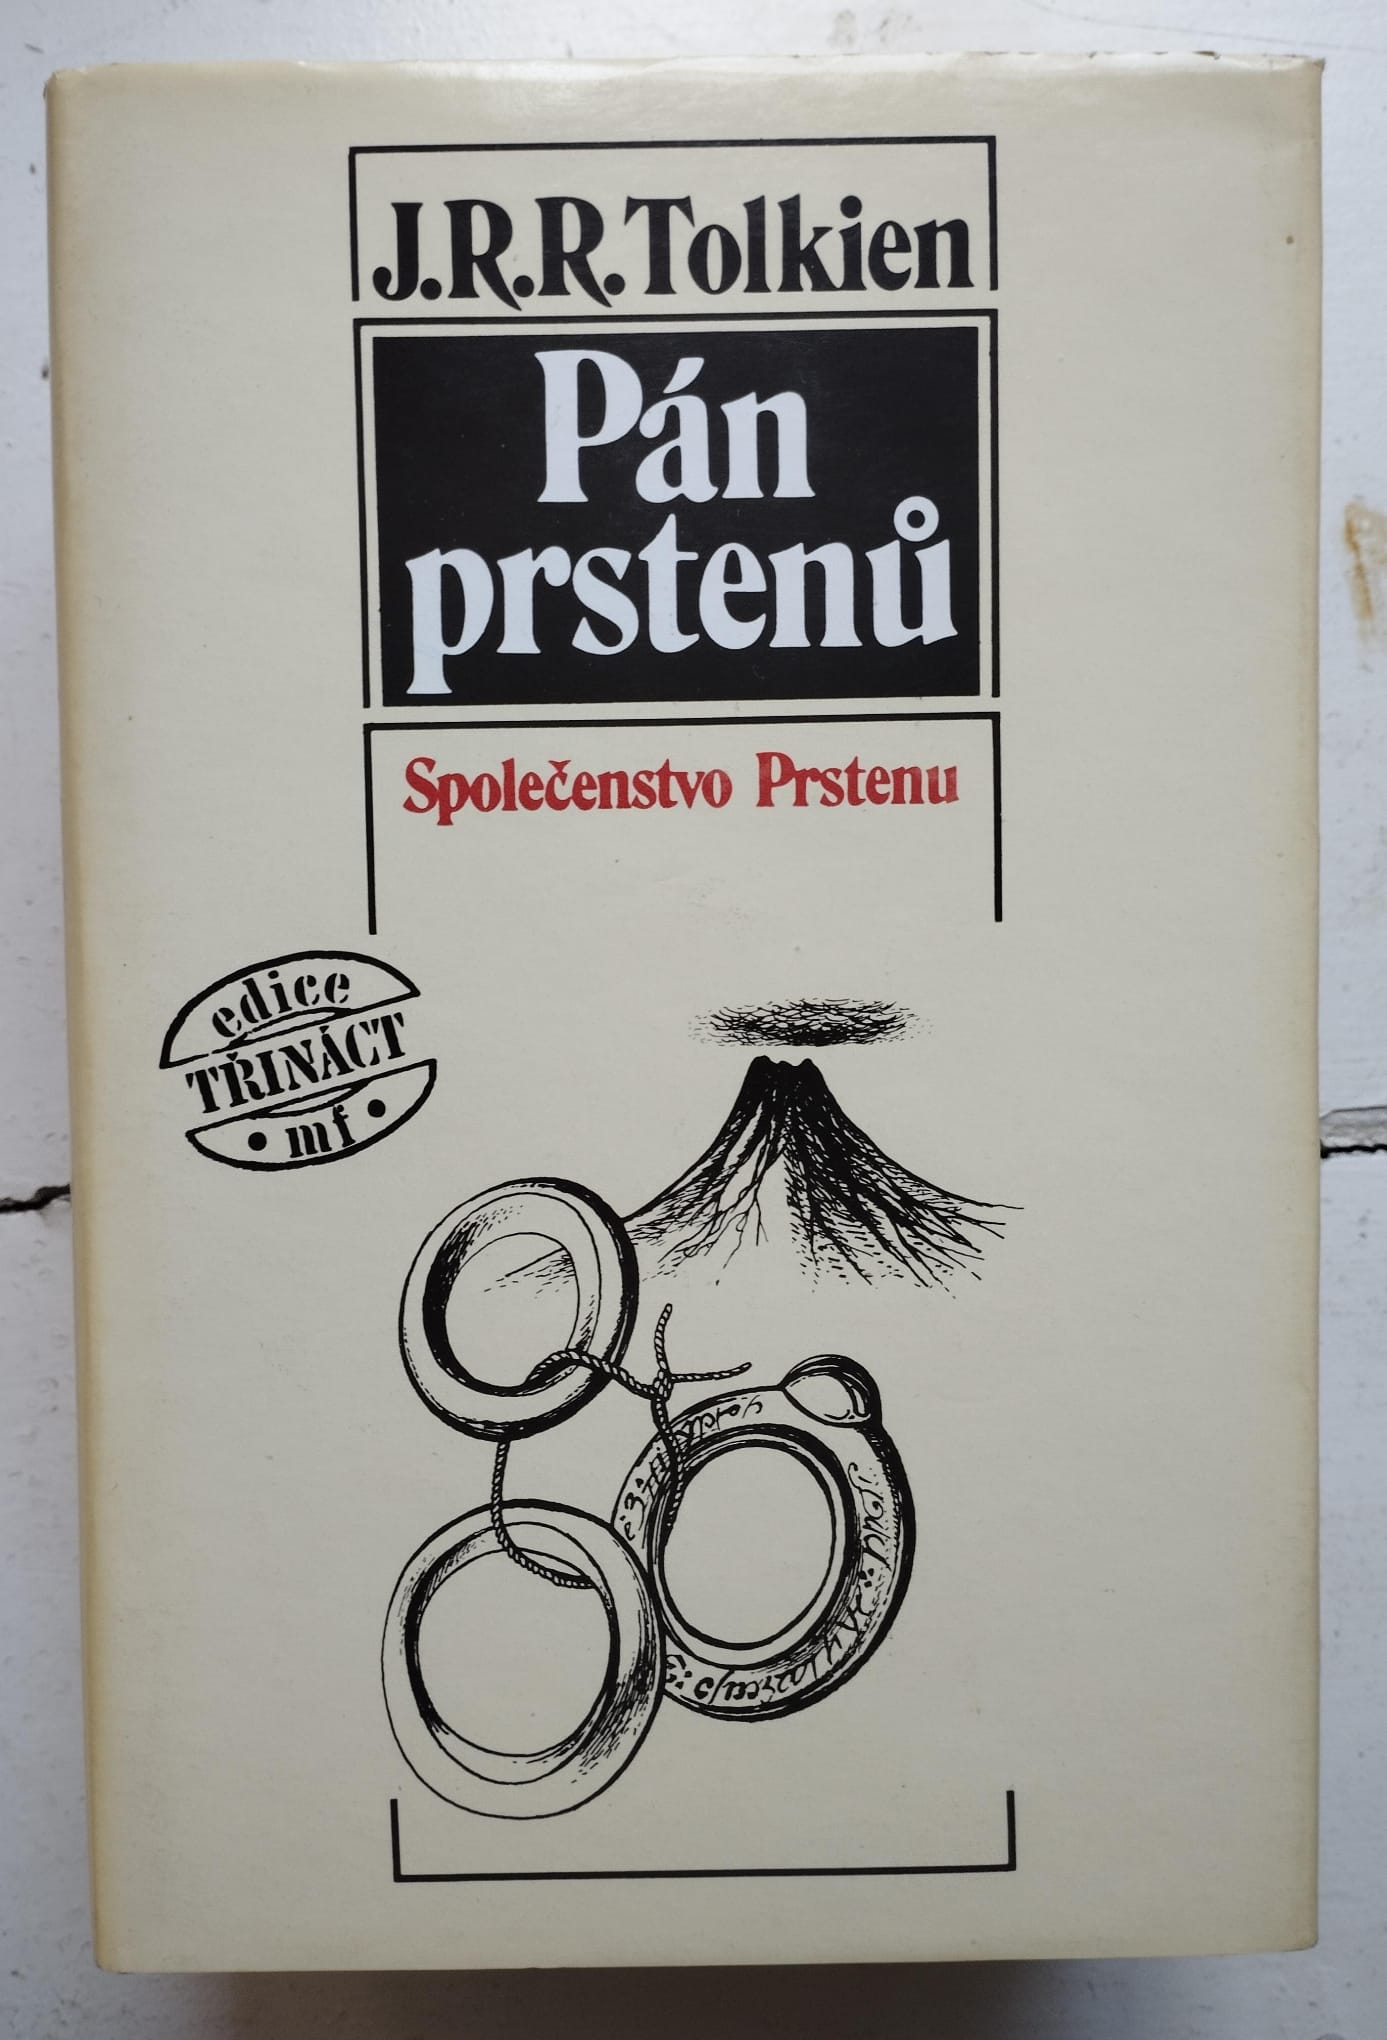 J.R.R.Tolkien
Pán
prstenů
Společenstvo Prstenu
edice
TŘINÁCT
• mf •